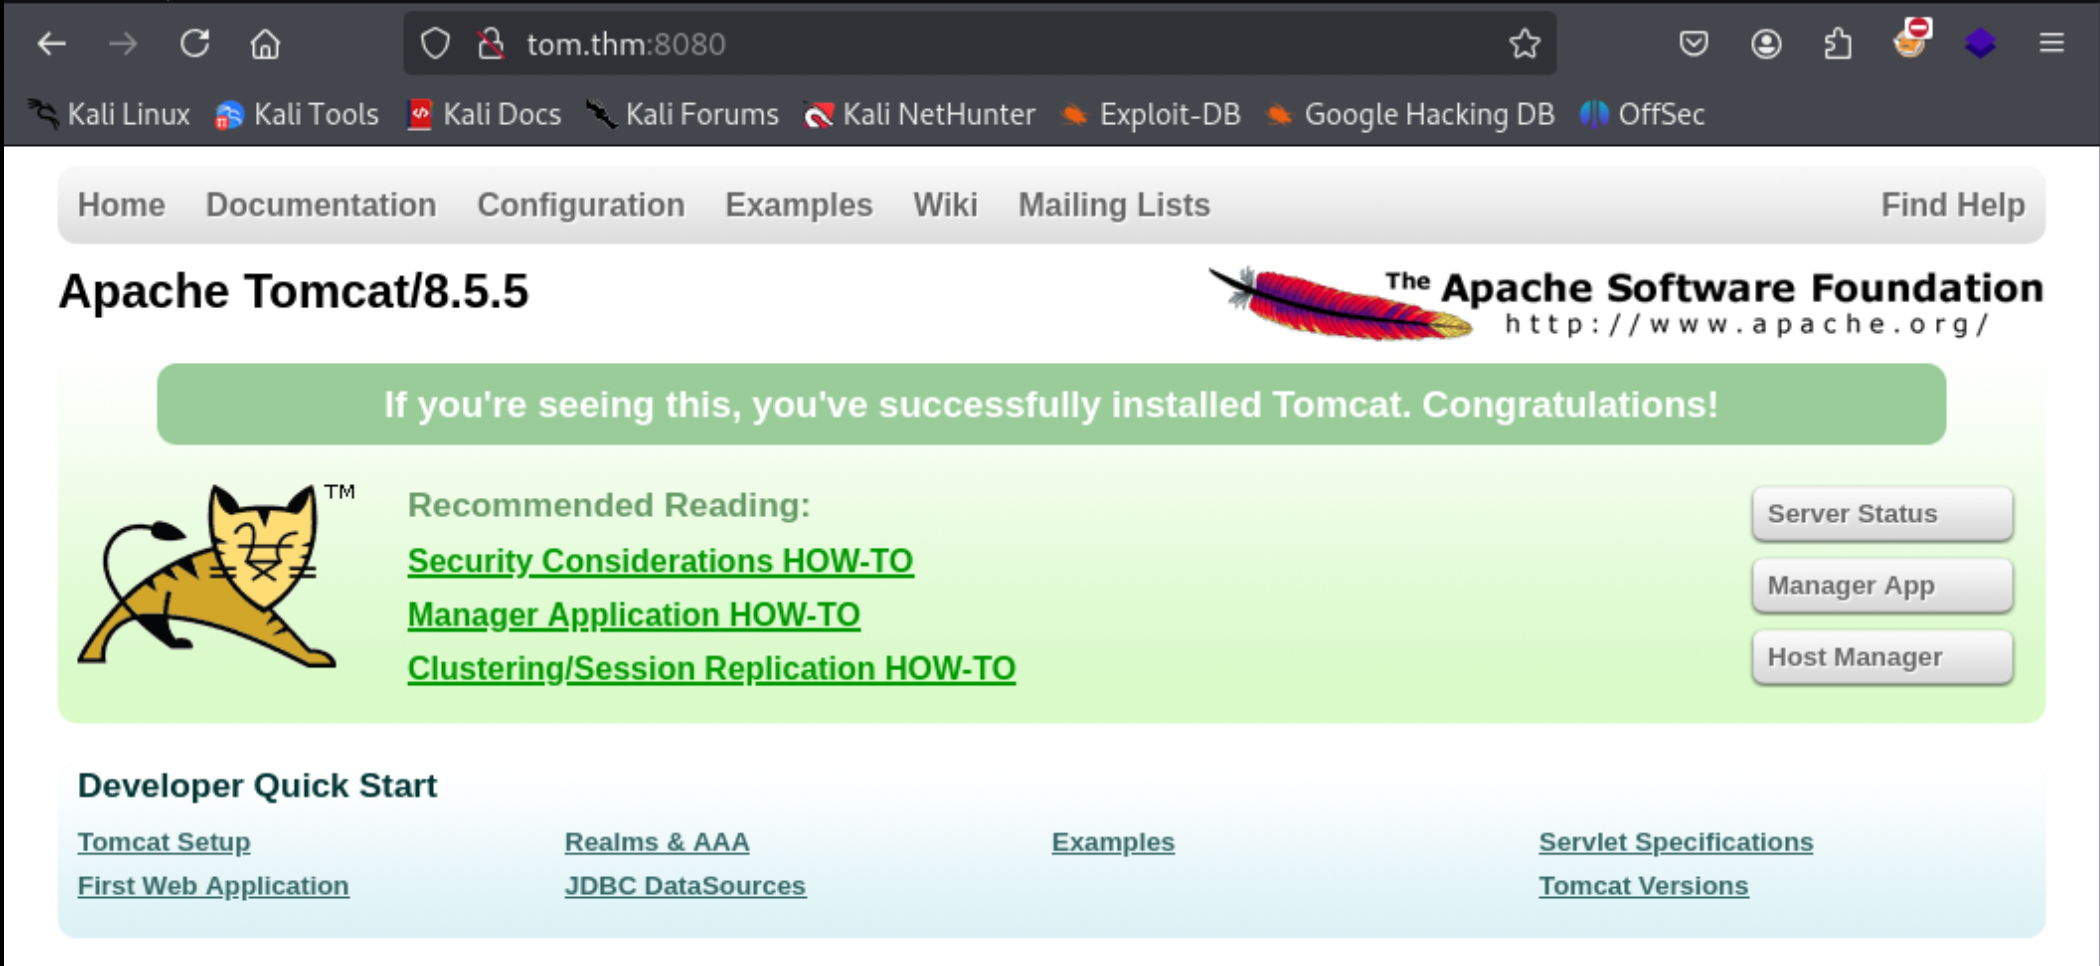 tom.thm:8080
Kali Linux Kali Tools Kali Docs Kali Forums Kali NetHunter Exploit-DB Google Hacking DB OffSec
Home Documentation Configuration Examples Wiki Mailing Lists Find Help
Apache Tomcat/8.5.5
The Apache Software Foundation
http://www.apache.org/
If you're seeing this, you've successfully installed Tomcat. Congratulations!
TM
Recommended Reading:
Security Considerations HOW-TO
Manager Application HOW-TO
Clustering/Session Replication HOW-TO
Server Status
Manager App
Host Manager
Developer Quick Start
Tomcat Setup Realms & AAA Examples Servlet Specifications
First Web Application JDBC DataSources Tomcat Versions